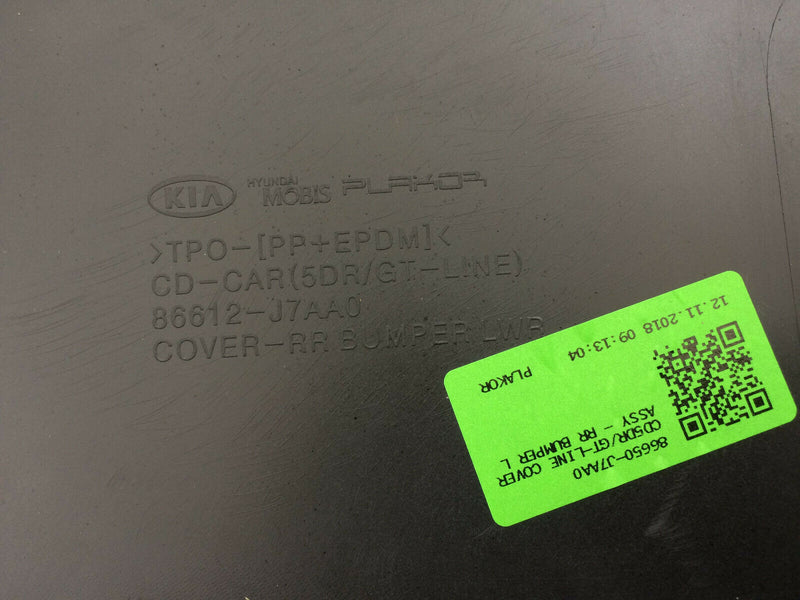 KIA HYUNDAI MOBIS PLAKOR
>TPO-[PP+EPDM]<
CD-CAR(5DR/GT-LINE)
86612-J7AA0
COVER-RR BUMPER LWR
86650-J7AA0
CD5DR/GT-LINE COVER
ASSY - RR BUMPER L
PLAKOR
12.11.2018 09:13:04